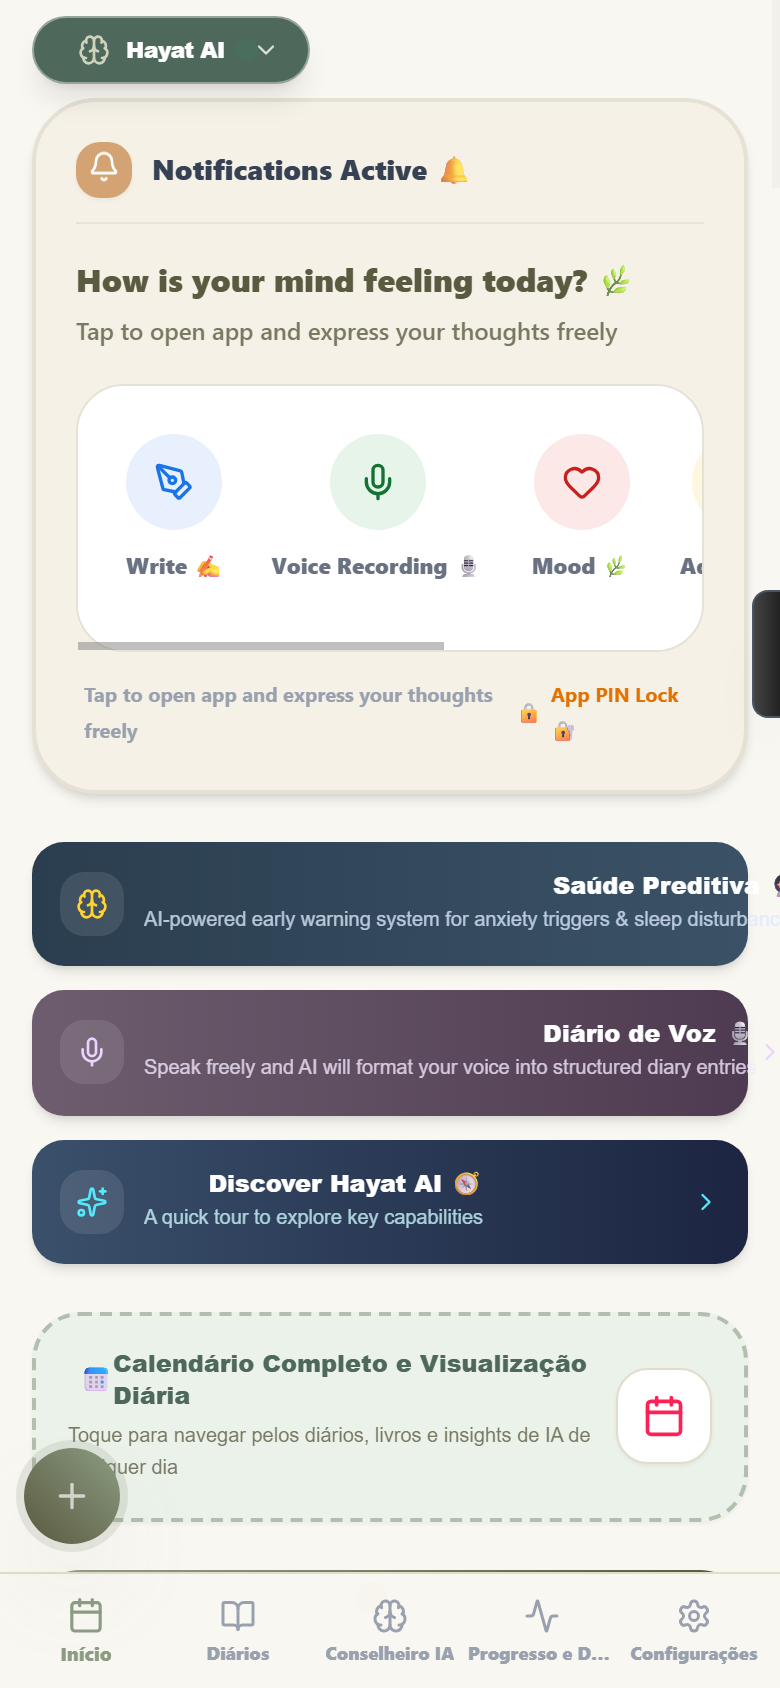 Hayat AI
Notifications Active 🔔
How is your mind feeling today? 🌿
Tap to open app and express your thoughts freely
Write ✍️
Voice Recording 🎙️
Mood 🌿
Tap to open app and express your thoughts
freely
🔒 App PIN Lock
🔐
Saúde Preditiva
AI-powered early warning system for anxiety triggers & sleep
Diário de Voz 🎙️
Speak freely and AI will format your voice into structured diary entries
Discover Hayat AI 🧭
A quick tour to explore key capabilities
Calendário Completo e Visualização
Diária
Toque para navegar pelos diários, livros e insights de IA de
dia
Início
Diários
Conselheiro IA
Progresso e D...
Configurações